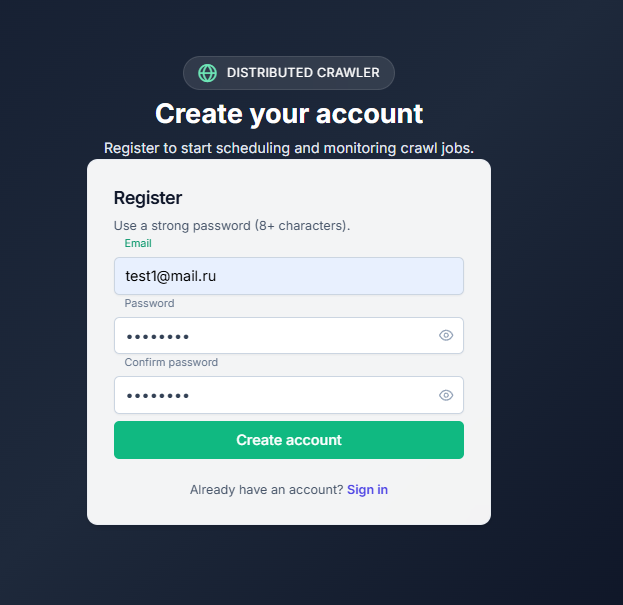 DISTRIBUTED CRAWLER
Create your account
Register to start scheduling and monitoring crawl jobs.
Register
Use a strong password (8+ characters).
Email
test1@mail.ru
Password
••••••••
Confirm password
••••••••
Create account
Already have an account? Sign in